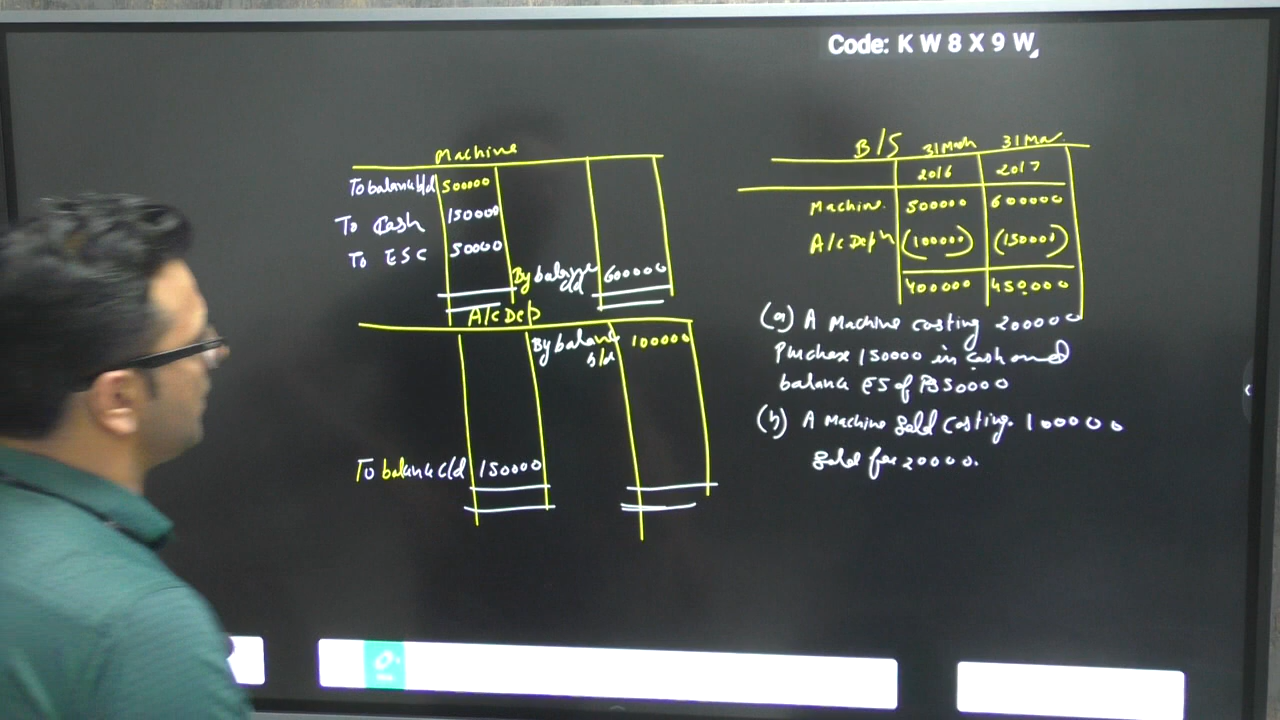 Code: K W 8 X 9 W
Machine
To balance b/d 500000
To Cash 150000
To ESC 50000
By balance c/d 600000
A/c Dep
By balance b/d 100000
To balance c/d 150000
B/S 31 March 31 Mar.
2016 2017
Machine. 500000 600000
A/c Depn (100000) (150000)
400000 450000
(a) A Machine costing 200000
Purchase 150000 in cash and
balance ES of Rs 50000
(b) A Machine Sold Costing. 100000
Sold for 20000.